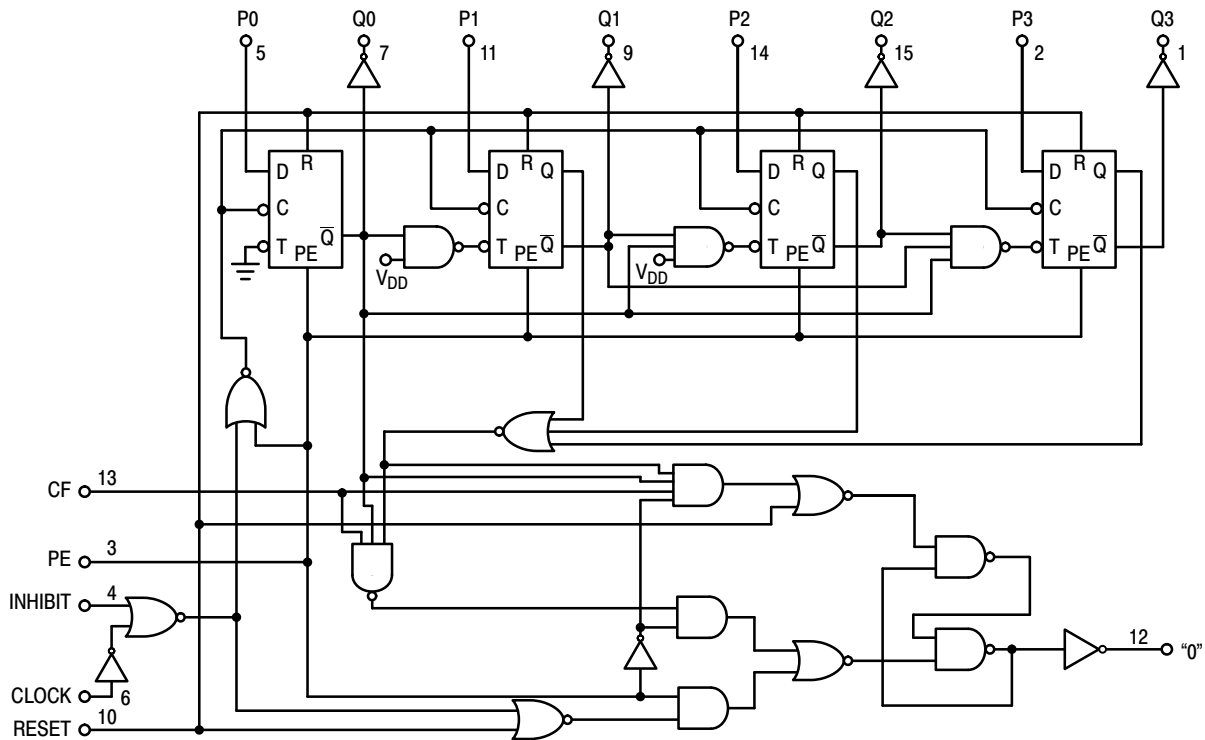 P0 Q0 P1 Q1 P2 Q2 P3 Q3
5 7 11 9 14 15 2 1
R R R R
D D Q D Q D Q
C C C C
T PE Q̅ T PE Q̅ T PE Q̅ T PE Q̅
VDD VDD
CF 13
PE 3
INHIBIT 4
12 “0”
CLOCK 6
RESET 10